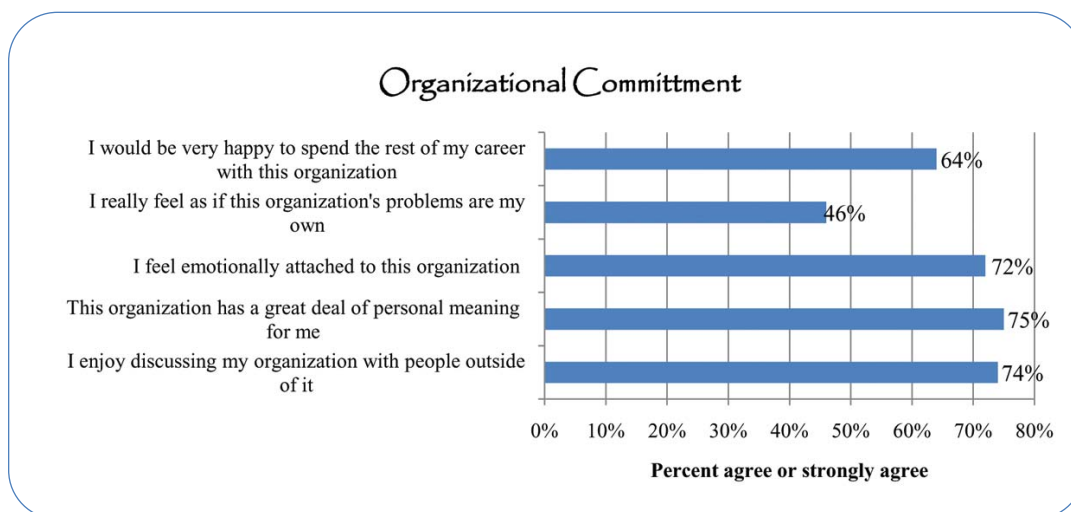 Organizational Committment
I would be very happy to spend the rest of my career
with this organization
64%
I really feel as if this organization's problems are my
own
46%
I feel emotionally attached to this organization
72%
This organization has a great deal of personal meaning
for me
75%
I enjoy discussing my organization with people outside
of it
74%
0% 10% 20% 30% 40% 50% 60% 70% 80%
Percent agree or strongly agree